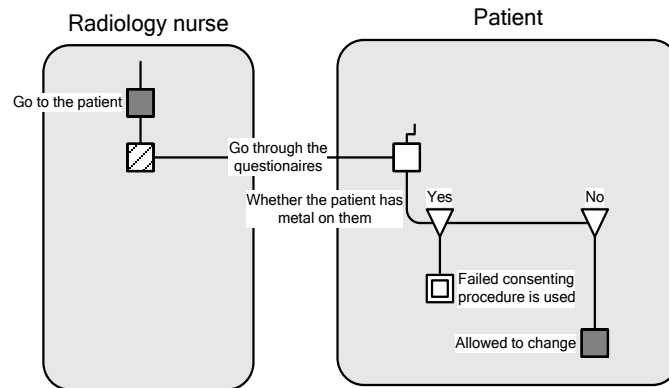 Radiology nurse
Patient
Go to the patient
Go through the
questionaires
Whether the patient has
metal on them
Yes
No
Failed consenting
procedure is used
Allowed to change